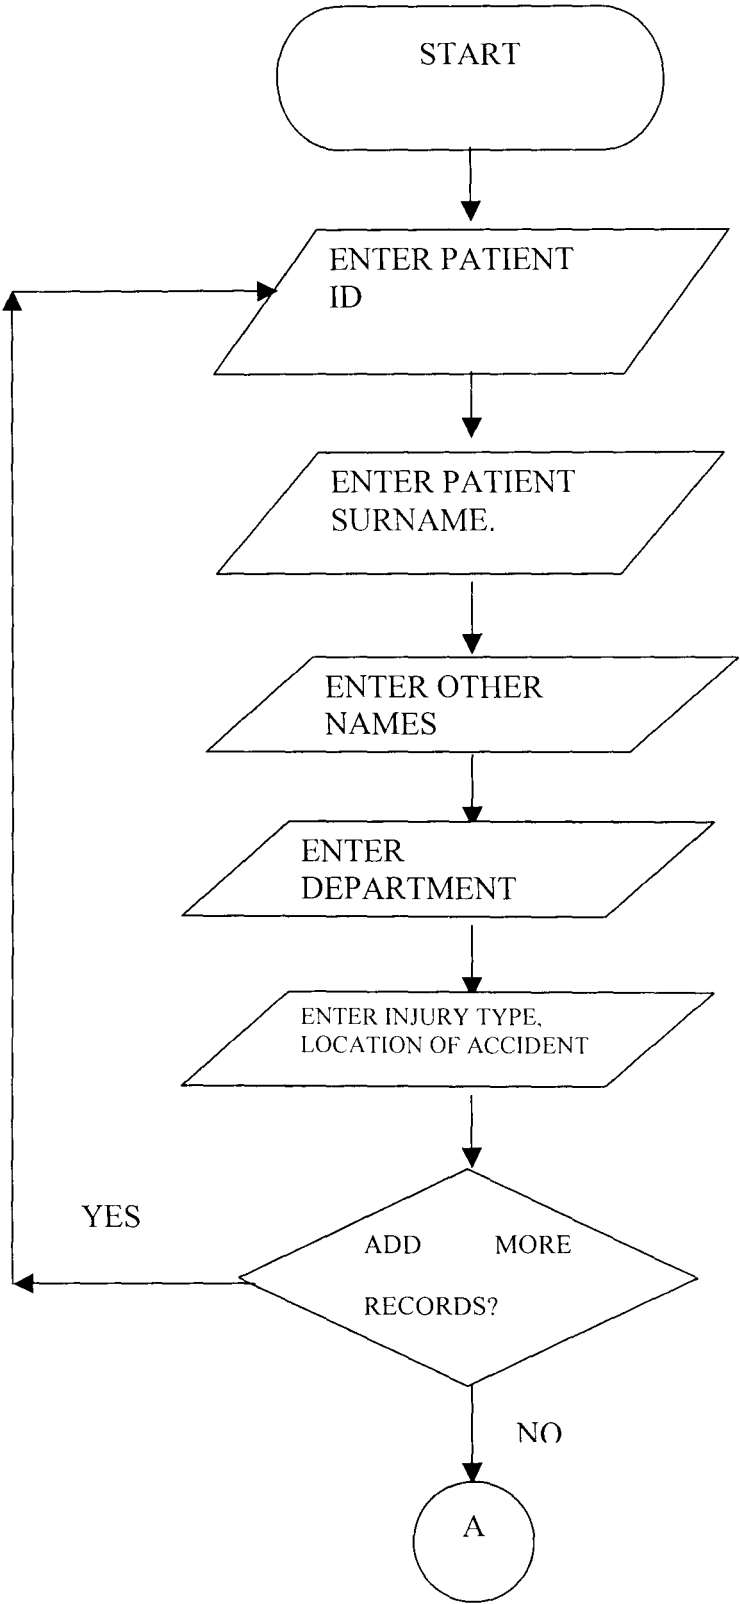 START
ENTER PATIENT
ID
ENTER PATIENT
SURNAME.
ENTER OTHER
NAMES
ENTER
DEPARTMENT
ENTER INJURY TYPE,
LOCATION OF ACCIDENT
YES
ADD MORE
RECORDS?
NO
A